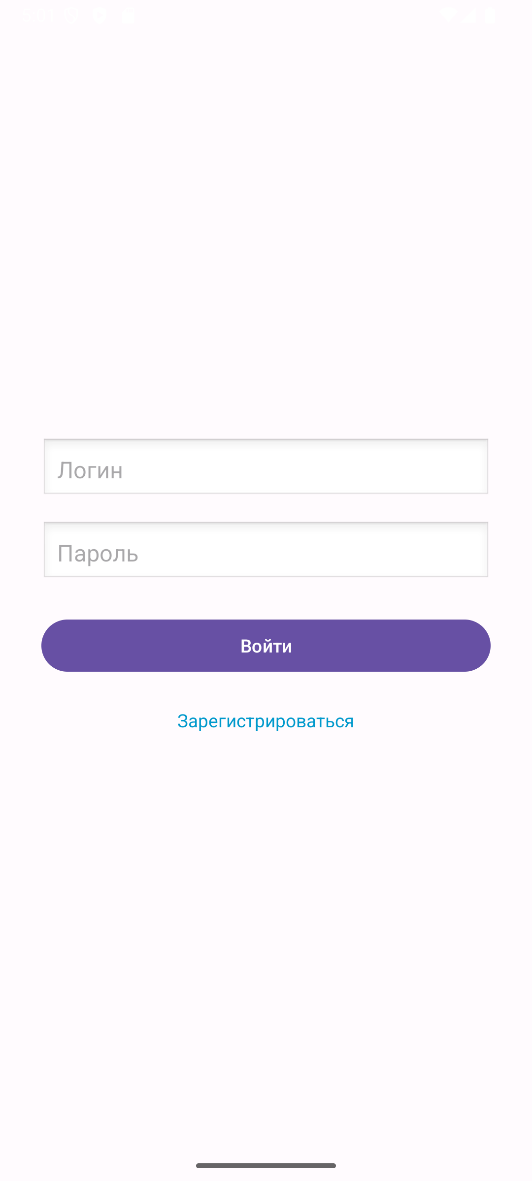 Логин
Пароль
Войти
Зарегистрироваться